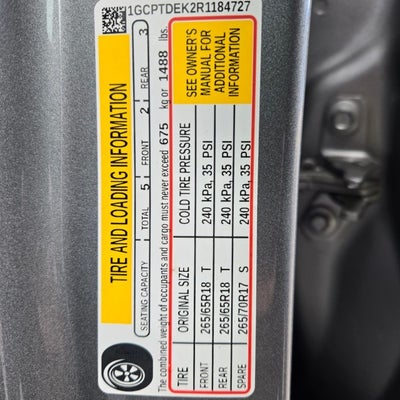 1GCPTDEK2R1184727
TIRE AND LOADING INFORMATION
SEATING CAPACITY | TOTAL 5 | FRONT 2 | REAR 3
The combined weight of occupants and cargo must never exceed 675 kg or 1488 lbs.
TIRE ORIGINAL SIZE COLD TIRE PRESSURE
FRONT 265/65R18 T 240 kPa, 35 PSI
REAR 265/65R18 T 240 kPa, 35 PSI
SPARE 265/70R17 S 240 kPa, 35 PSI
SEE OWNER'S
MANUAL FOR
ADDITIONAL
INFORMATION